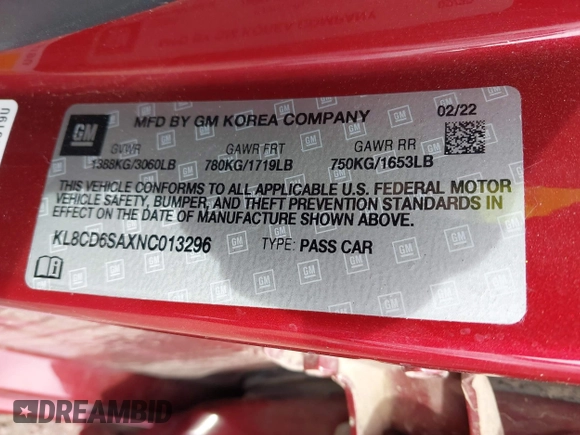 GM
MFD BY GM KOREA COMPANY
02/22
GVWR GAWR FRT GAWR RR
1388KG/3060LB 780KG/1719LB 750KG/1653LB
THIS VEHICLE CONFORMS TO ALL APPLICABLE U.S. FEDERAL MOTOR
VEHICLE SAFETY, BUMPER, AND THEFT PREVENTION STANDARDS IN
EFFECT ON THE DATE OF MANUFACTURE SHOWN ABOVE.
KL8CD6SAXNC013296 TYPE: PASS CAR
DREAMBID